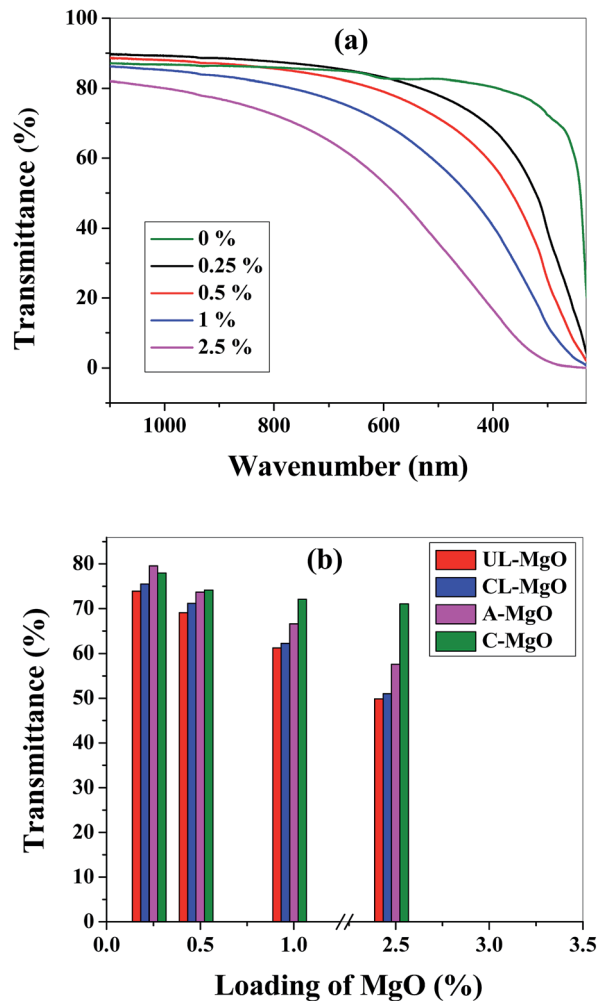 (a)
100
80
60
40
20
0
Transmittance (%)
0 %
0.25 %
0.5 %
1 %
2.5 %
1000 800 600 400
Wavenumber (nm)
(b)
80
70
60
50
40
30
20
10
0
Transmittance (%)
UL-MgO
CL-MgO
A-MgO
C-MgO
0.0 0.5 1.0 2.5 3.0 3.5
Loading of MgO (%)